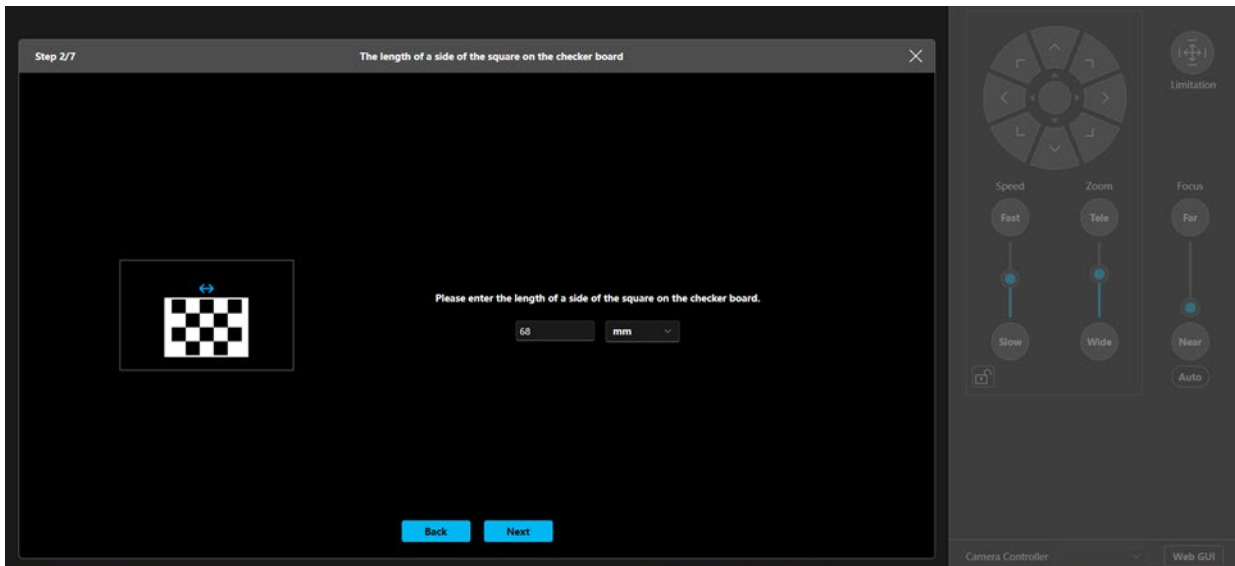 Step 2/7
The length of a side of the square on the checker board
Please enter the length of a side of the square on the checker board.
68
mm
Back
Next
Limitation
Speed
Zoom
Focus
Fast
Tele
Far
Slow
Wide
Near
Auto
Camera Controller
Web GUI